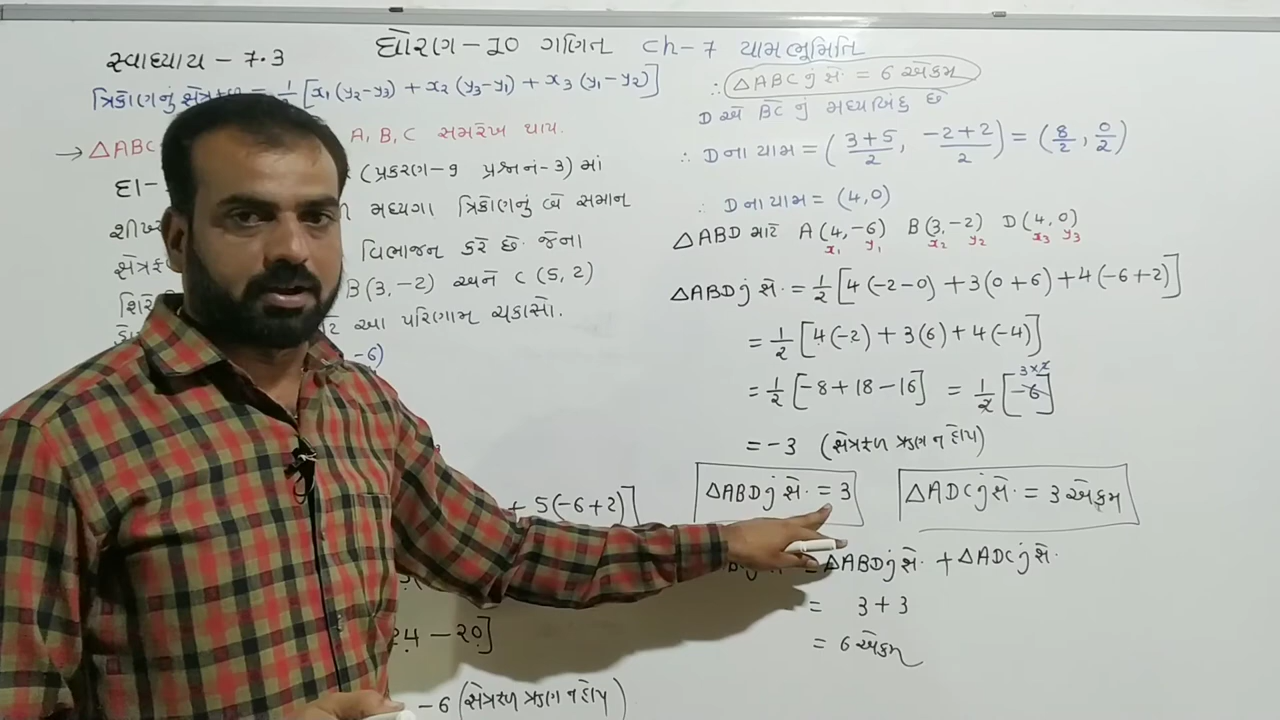 ધોરણ-10 ગણિત ch-7 યામભૂમિતિ
સ્વાધ્યાય-7.3
ત્રિકોણનું ક્ષેત્રફળ = 1/2 [x₁(y₂-y₃) + x₂(y₃-y₁) + x₃(y₁-y₂)]
→ △ABC A, B, C સમરેખ થાય.
દા- (પ્રકરણ-9 પ્રશ્ન નં-3) માં
મધ્યગા ત્રિકોણનું બે સમાન
વિભાજન કરે છે. જેના
B(3,-2) અને C (5,2)
આ પરિણામ ચકાસો.
-6)
+ 5(-6+2)]
24 - 20]
-6 (ક્ષેત્રફળ ઋણ ન હોય)
∴ △ABCનું ક્ષે. = 6 એકમ
D એ BC નું મધ્યબિંદુ છે
∴ D ના યામ = (3+5/2, -2+2/2) = (8/2, 0/2)
∴ D ના યામ = (4,0)
△ABD માટે A(4,-6) B(3,-2) D(4,0)
x₁ y₁ x₂ y₂ x₃ y₃
△ABDનું ક્ષે. = 1/2 [4(-2-0) + 3(0+6) + 4(-6+2)]
= 1/2 [4(-2) + 3(6) + 4(-4)]
= 1/2 [-8+18-16] = 1/2 [-6] 3×2
= -3 (ક્ષેત્રફળ ઋણ ન હોય)
△ABDનું ક્ષે. = 3 △ADCનું ક્ષે. = 3 એકમ
= △ABDનું ક્ષે. + △ADCનું ક્ષે.
= 3+3
= 6 એકમ